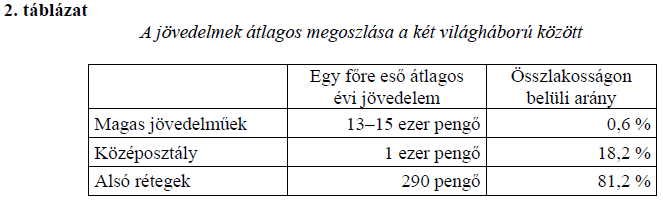 2. táblázat
A jövedelmek átlagos megoszlása a két világháború között
Egy főre eső átlagos Összlakosságon
évi jövedelem belüli arány
Magas jövedelműek 13–15 ezer pengő 0,6 %
Középosztály 1 ezer pengő 18,2 %
Alsó rétegek 290 pengő 81,2 %